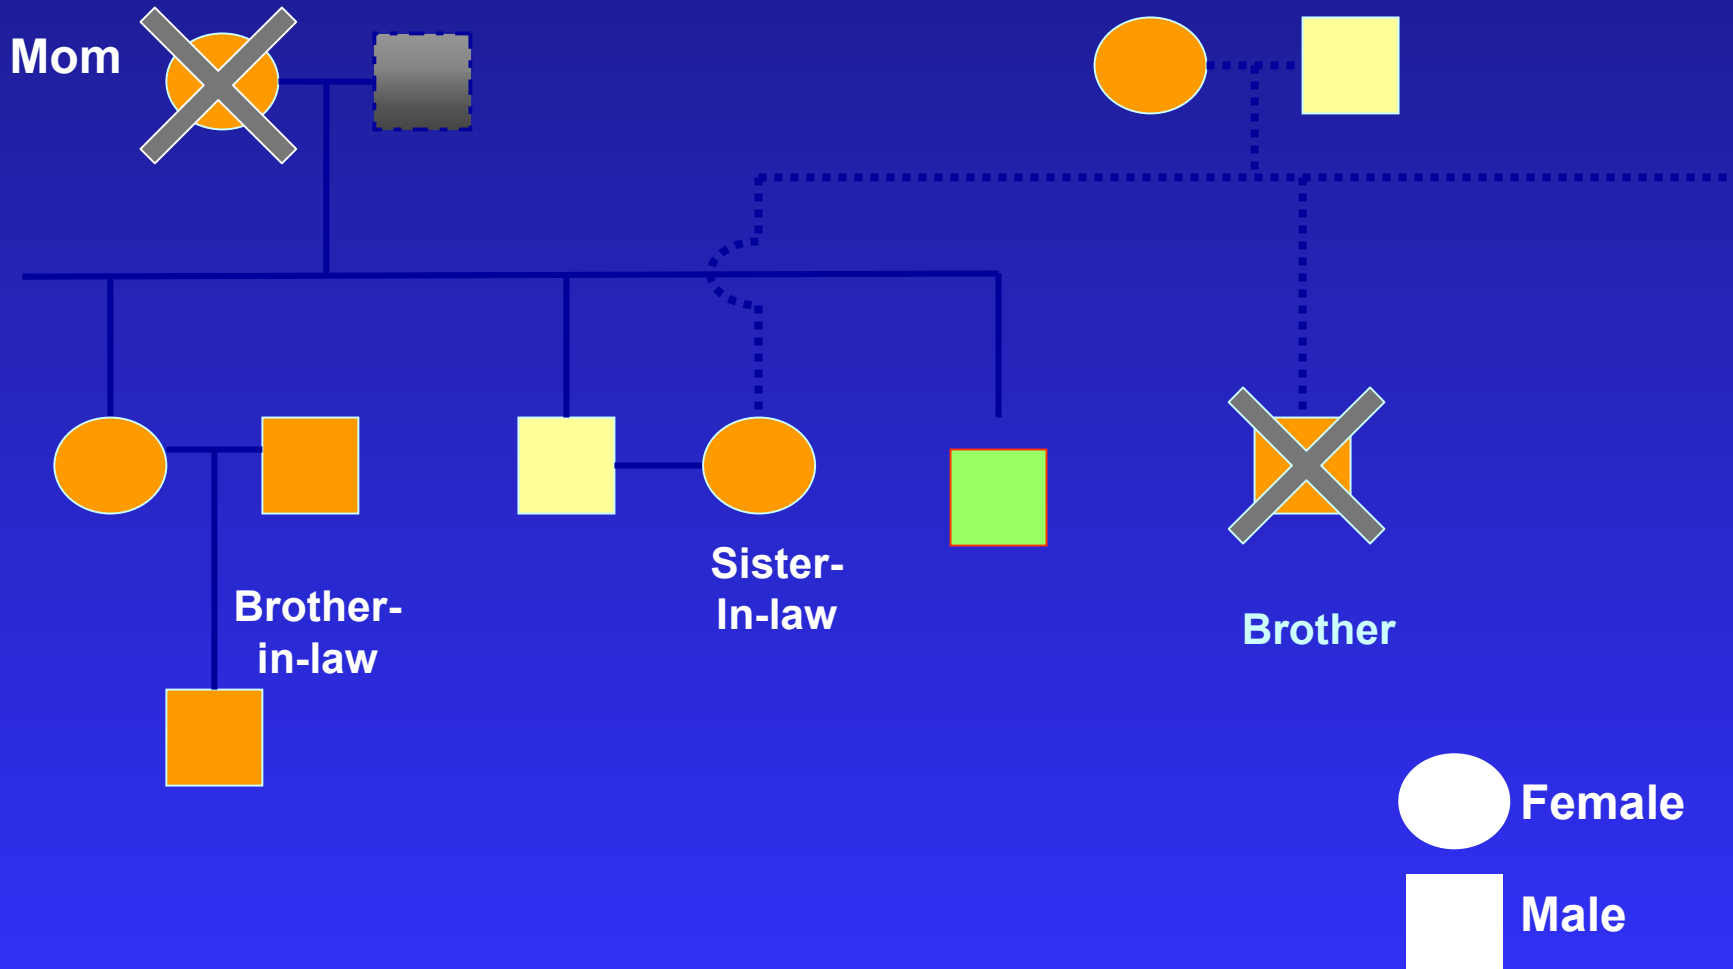 Mom
Sister-
In-law
Brother-
in-law
Brother
Female
Male